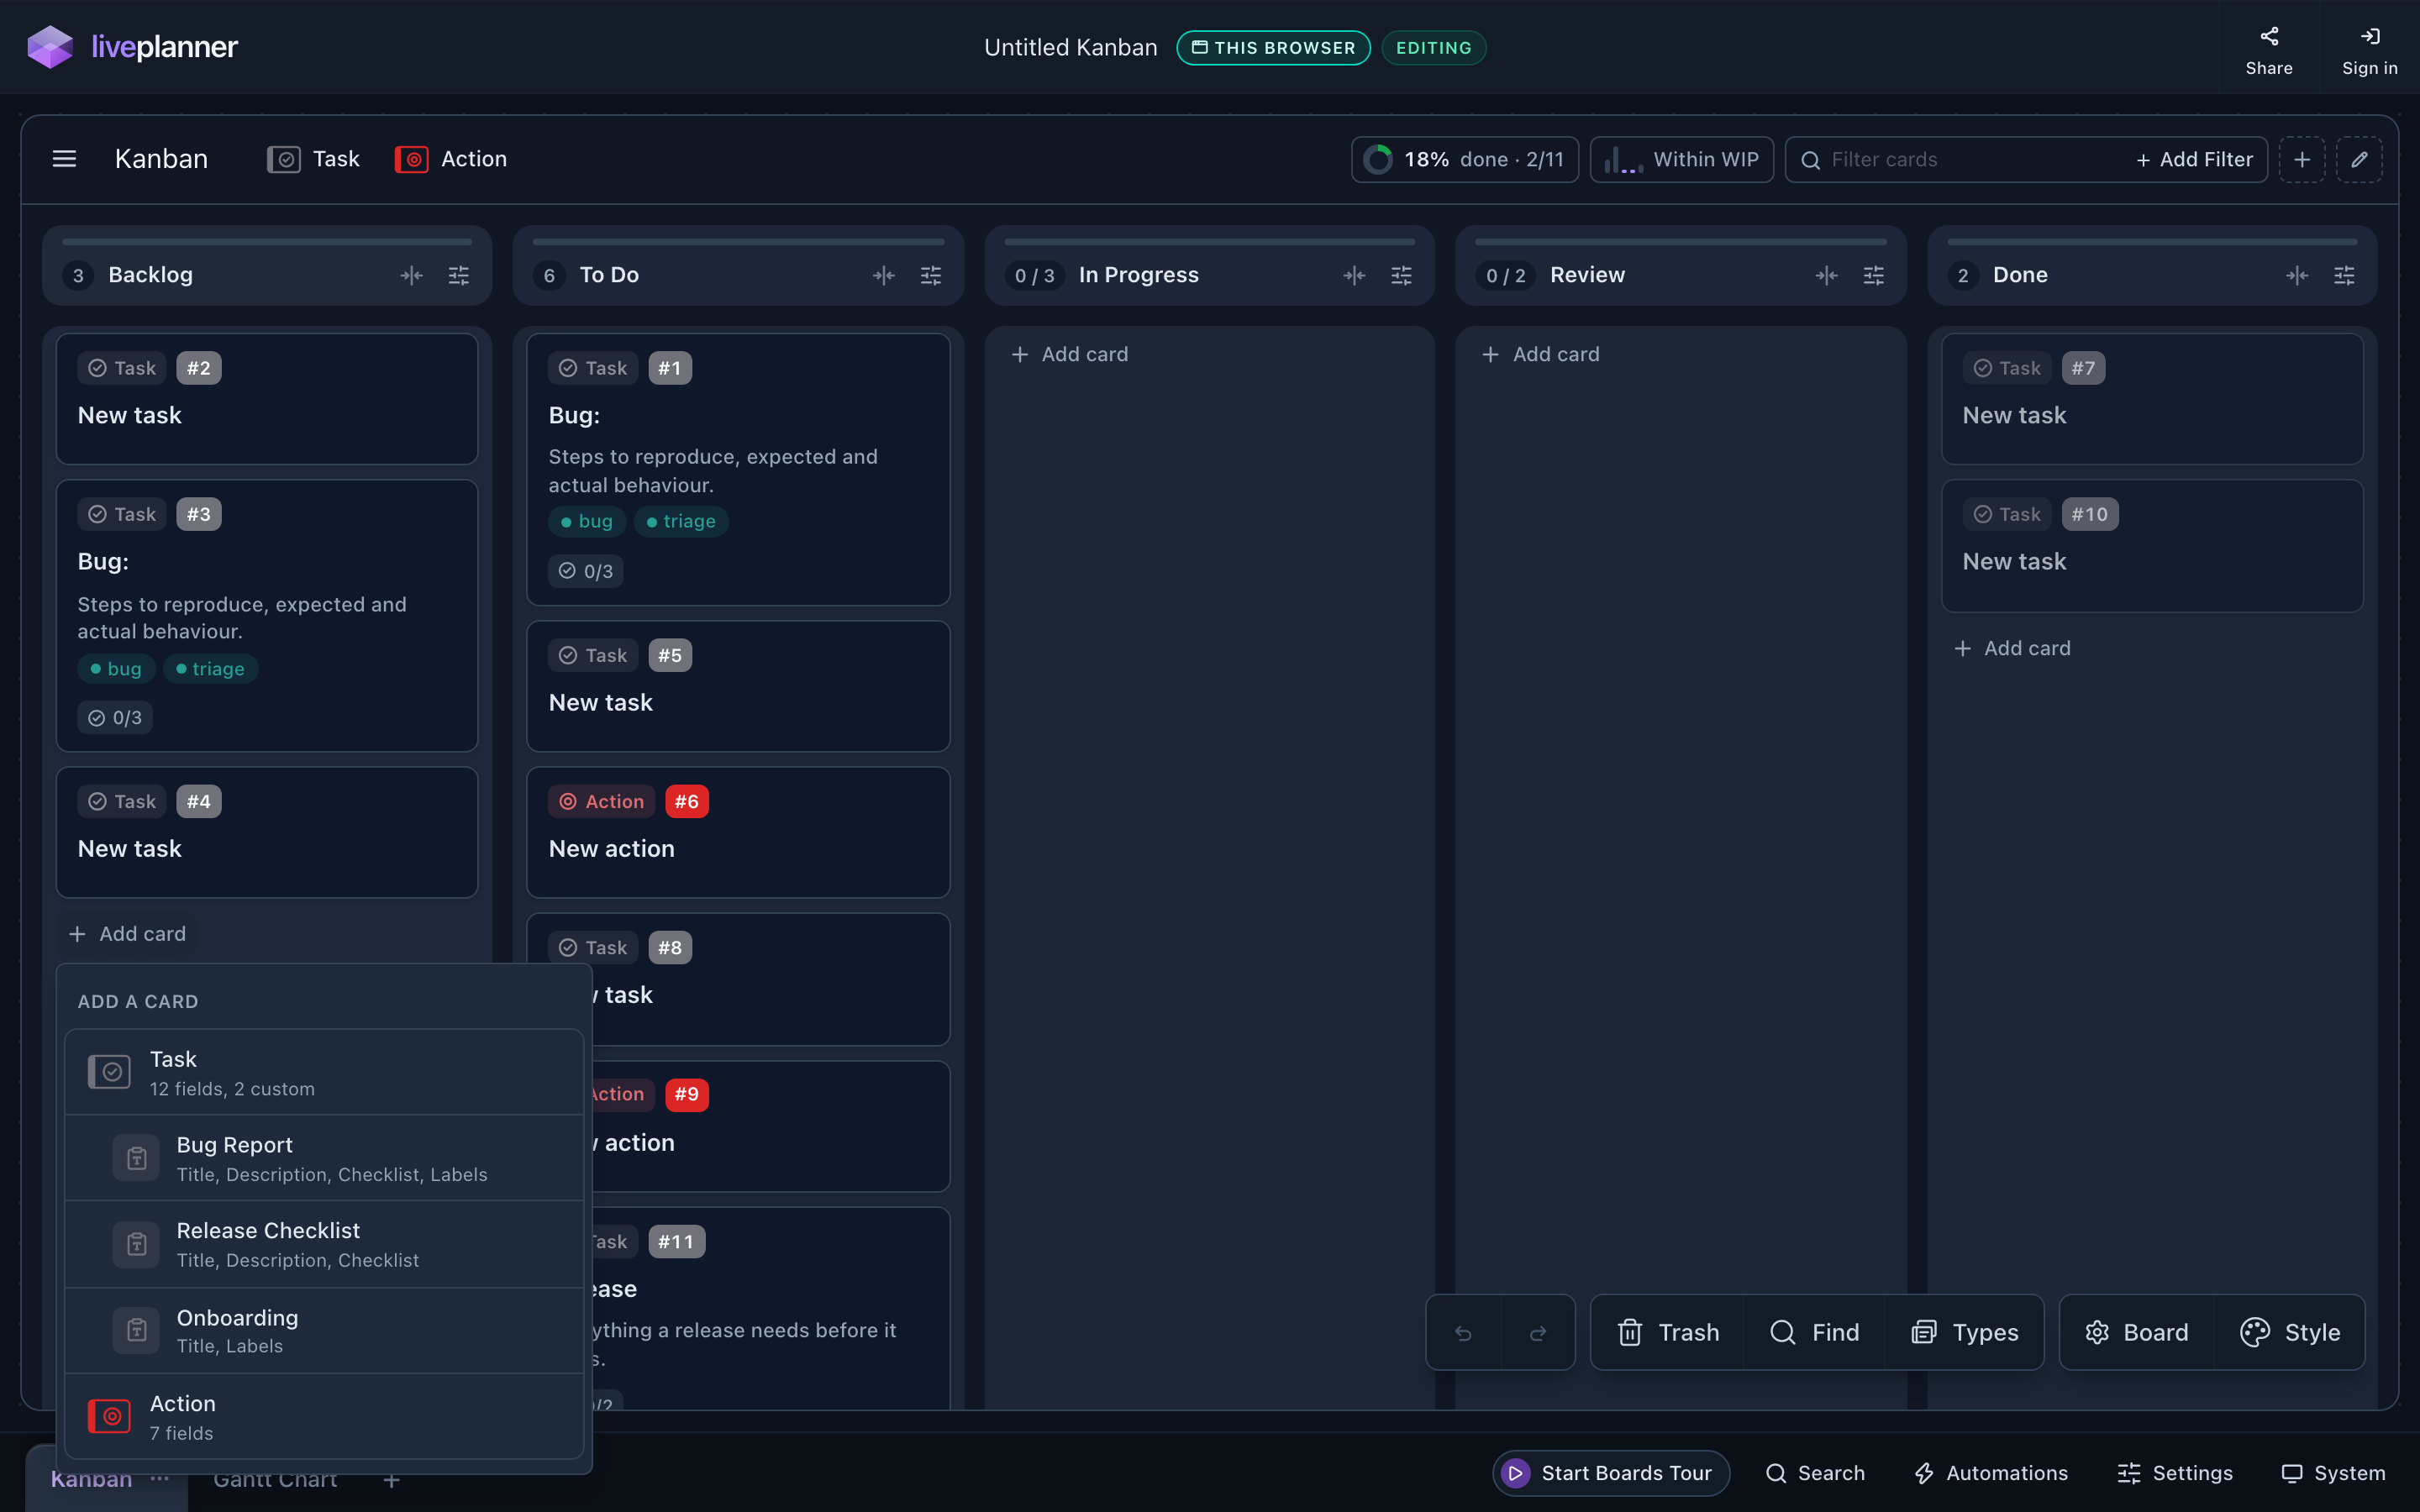 liveplanner
Untitled Kanban
THIS BROWSER
EDITING
Share
Sign in
Kanban
Task
Action
18% done · 2/11
Within WIP
Filter cards
+ Add Filter
3 Backlog
6 To Do
0 / 3 In Progress
0 / 2 Review
2 Done
Task #2
New task
Task #3
Bug:
Steps to reproduce, expected and
actual behaviour.
bug triage
0/3
Task #4
New task
+ Add card
ADD A CARD
Task
12 fields, 2 custom
Bug Report
Title, Description, Checklist, Labels
Release Checklist
Title, Description, Checklist
Onboarding
Title, Labels
Action
7 fields
Task #1
Bug:
Steps to reproduce, expected and
actual behaviour.
bug triage
0/3
Task #5
New task
Action #6
New action
Task #8
task
Action #9
action
Task #11
a release needs before it
+ Add card
+ Add card
Task #7
New task
Task #10
New task
+ Add card
Trash
Find
Types
Board
Style
Kanban ···
Gantt Chart
+
Start Boards Tour
Search
Automations
Settings
System